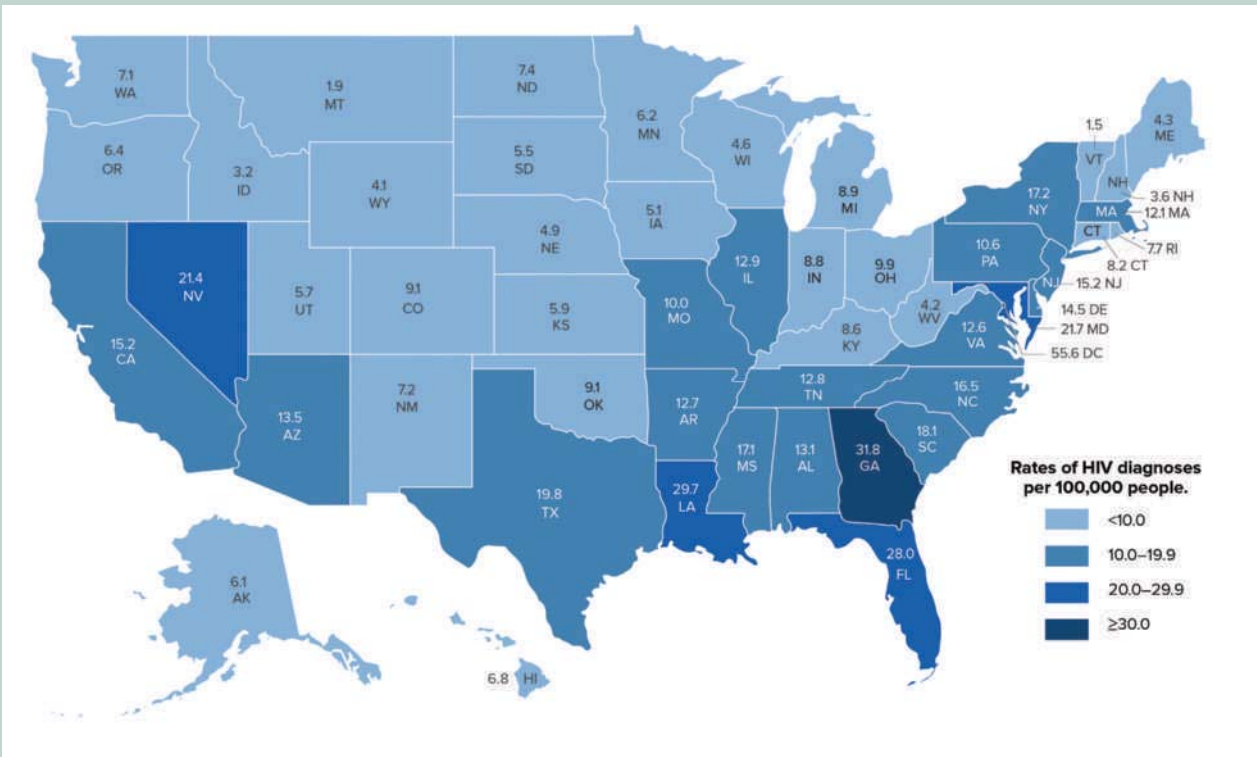 7.1
WA
1.9
MT
7.4
ND
6.2
MN
4.6
WI
8.9
MI
1.5
VT
4.3
ME
6.4
OR
3.2
ID
4.1
WY
5.5
SD
5.1
IA
17.2
NY
NH
3.6 NH
MA
12.1 MA
CT
7.7 RI
8.2 CT
21.4
NV
5.7
UT
9.1
CO
4.9
NE
5.9
KS
10.0
MO
12.9
IL
8.8
IN
9.9
OH
10.6
PA
NJ
15.2 NJ
4.2
WV
8.6
KY
12.6
VA
14.5 DE
21.7 MD
55.6 DC
15.2
CA
13.5
AZ
7.2
NM
9.1
OK
12.7
AR
12.8
TN
16.5
NC
18.1
SC
19.8
TX
29.7
LA
17.1
MS
13.1
AL
31.8
GA
28.0
FL
6.1
AK
6.8
HI
Rates of HIV diagnoses
per 100,000 people.
<10.0
10.0–19.9
20.0–29.9
≥30.0